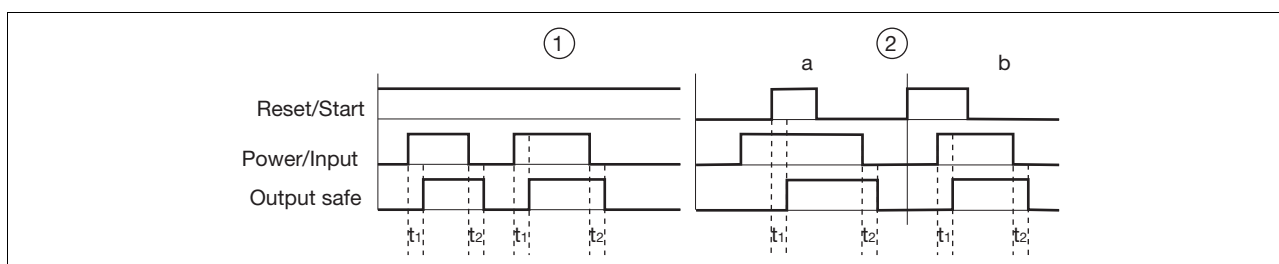 ① ②
a b
Reset/Start
Power/Input
Output safe
t1 t2 t1 t2 t1 t2 t1 t2